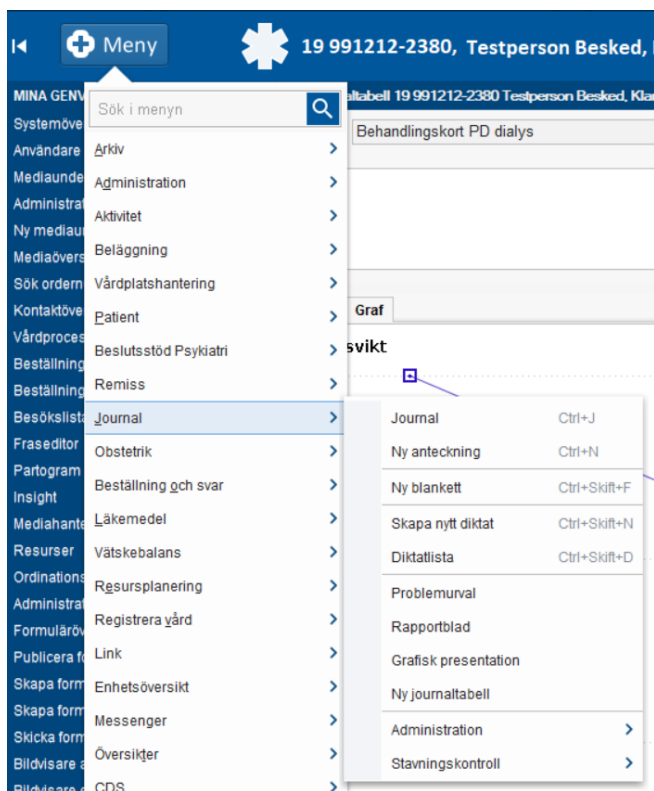 Meny
19 991212-2380, Testperson Besked,
MINA GENV
altabell 19 991212-2380 Testperson Besked, Kla
Sök i menyn
Behandlingskort PD dialys
Systemöve
Användare
Mediaunde
Administrat
Ny mediau
Mediaövers
Sök ordern
Kontaktöve
Vårdproces
Beställning
Beställning
Besökslista
Fraseditor
Partogram
Insight
Mediahante
Resurser
Ordinations
Administrat
Formuläröv
Publicera fo
Skapa form
Skapa form
Skicka form
Bildvisare a
Bildvisare
Arkiv
Administration
Aktivitet
Beläggning
Vårdplatshantering
Patient
Beslutsstöd Psykiatri
Remiss
Journal
Obstetrik
Beställning och svar
Läkemedel
Vätskebalans
Resursplanering
Registrera vård
Link
Enhetsöversikt
Messenger
Översikter
CDS
Graf
svikt
Journal Ctrl+J
Ny anteckning Ctrl+N
Ny blankett Ctrl+Skift+F
Skapa nytt diktat Ctrl+Skift+N
Diktatlista Ctrl+Skift+D
Problemurval
Rapportblad
Grafisk presentation
Ny journaltabell
Administration
Stavningskontroll